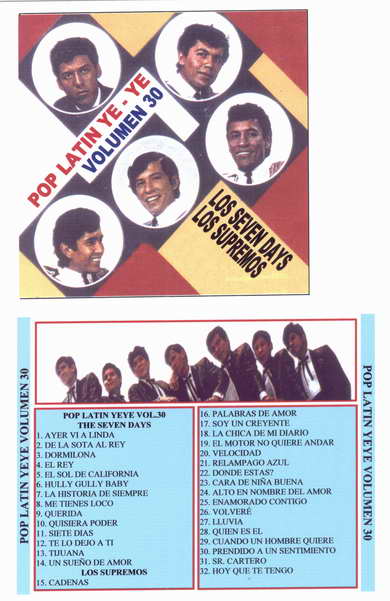 POP LATIN YE - YE
VOLUMEN 30
LOS SEVEN DAYS
LOS SUPREMOS
POP LATIN YEYE VOLUMEN 30
POP LATIN YEYE VOL.30
THE SEVEN DAYS
1. AYER VI A LINDA
2. DE LA SOTA AL REY
3. DORMILONA
4. EL REY
5. EL SOL DE CALIFORNIA
6. HULLY GULLY BABY
7. LA HISTORIA DE SIEMPRE
8. ME TIENES LOCO
9. QUERIDA
10. QUISIERA PODER
11. SIETE DIAS
12. TE LO DEJO A TI
13. TIJUANA
14. UN SUEÑO DE AMOR
LOS SUPREMOS
15. CADENAS
16. PALABRAS DE AMOR
17. SOY UN CREYENTE
18. LA CHICA DE MI DIARIO
19. EL MOTOR NO QUIERE ANDAR
20. VELOCIDAD
21. RELAMPAGO AZUL
22. DONDE ESTAS?
23. CARA DE NIÑA BUENA
24. ALTO EN NOMBRE DEL AMOR
25. ENAMORADO CONTIGO
26. VOLVERÉ
27. LLUVIA
28. QUIEN ES EL
29. CUANDO UN HOMBRE QUIERE
30. PRENDIDO A UN SENTIMIENTO
31. SR. CARTERO
32. HOY QUE TE TENGO
POP LATIN YEYE VOLUMEN 30